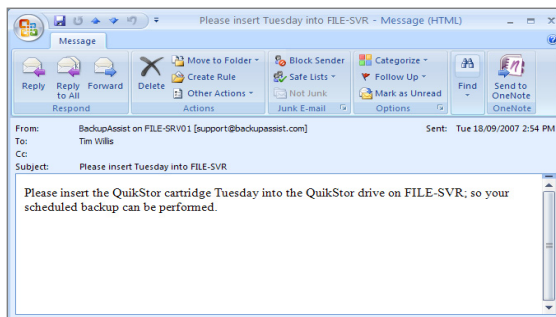 Please insert Tuesday into FILE-SVR - Message (HTML)
Message
Reply
Reply to All
Forward
Respond
Delete
Move to Folder
Create Rule
Other Actions
Actions
Block Sender
Safe Lists
Not Junk
Junk E-mail
Categorize
Follow Up
Mark as Unread
Options
Find
Send to OneNote
OneNote
From: BackupAssist on FILE-SRV01 [support@backupassist.com] Sent: Tue 18/09/2007 2:54 PM
To: Tim Willis
Cc:
Subject: Please insert Tuesday into FILE-SVR
Please insert the QuikStor cartridge Tuesday into the QuikStor drive on FILE-SVR; so your
scheduled backup can be performed.